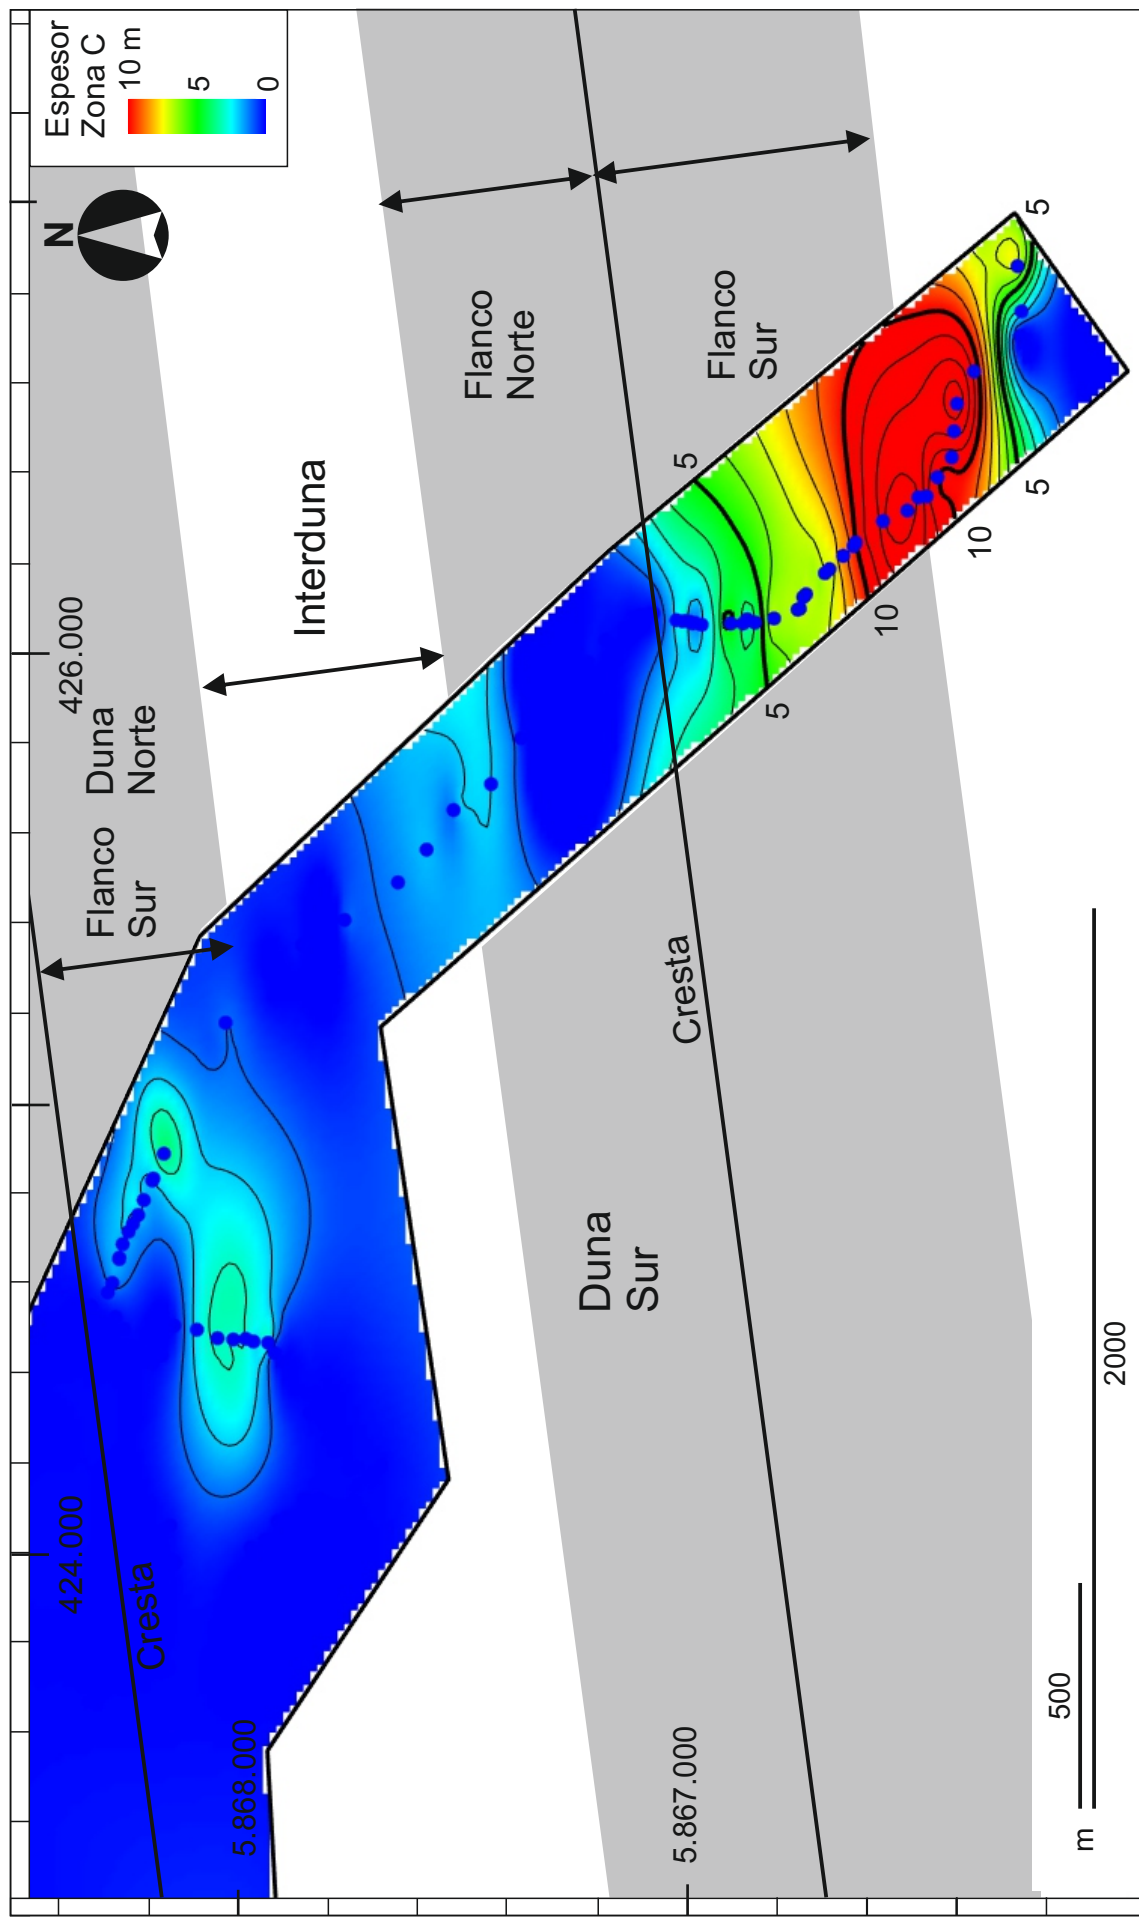 Espesor
Zona C
10 m
5
0
N
426.000
424.000
Flanco
Sur
Duna
Norte
Interduna
Flanco
Norte
Flanco
Sur
Cresta
Cresta
Duna
Sur
5.868.000
5.867.000
5
5
10
10
5
5
500
m
2000